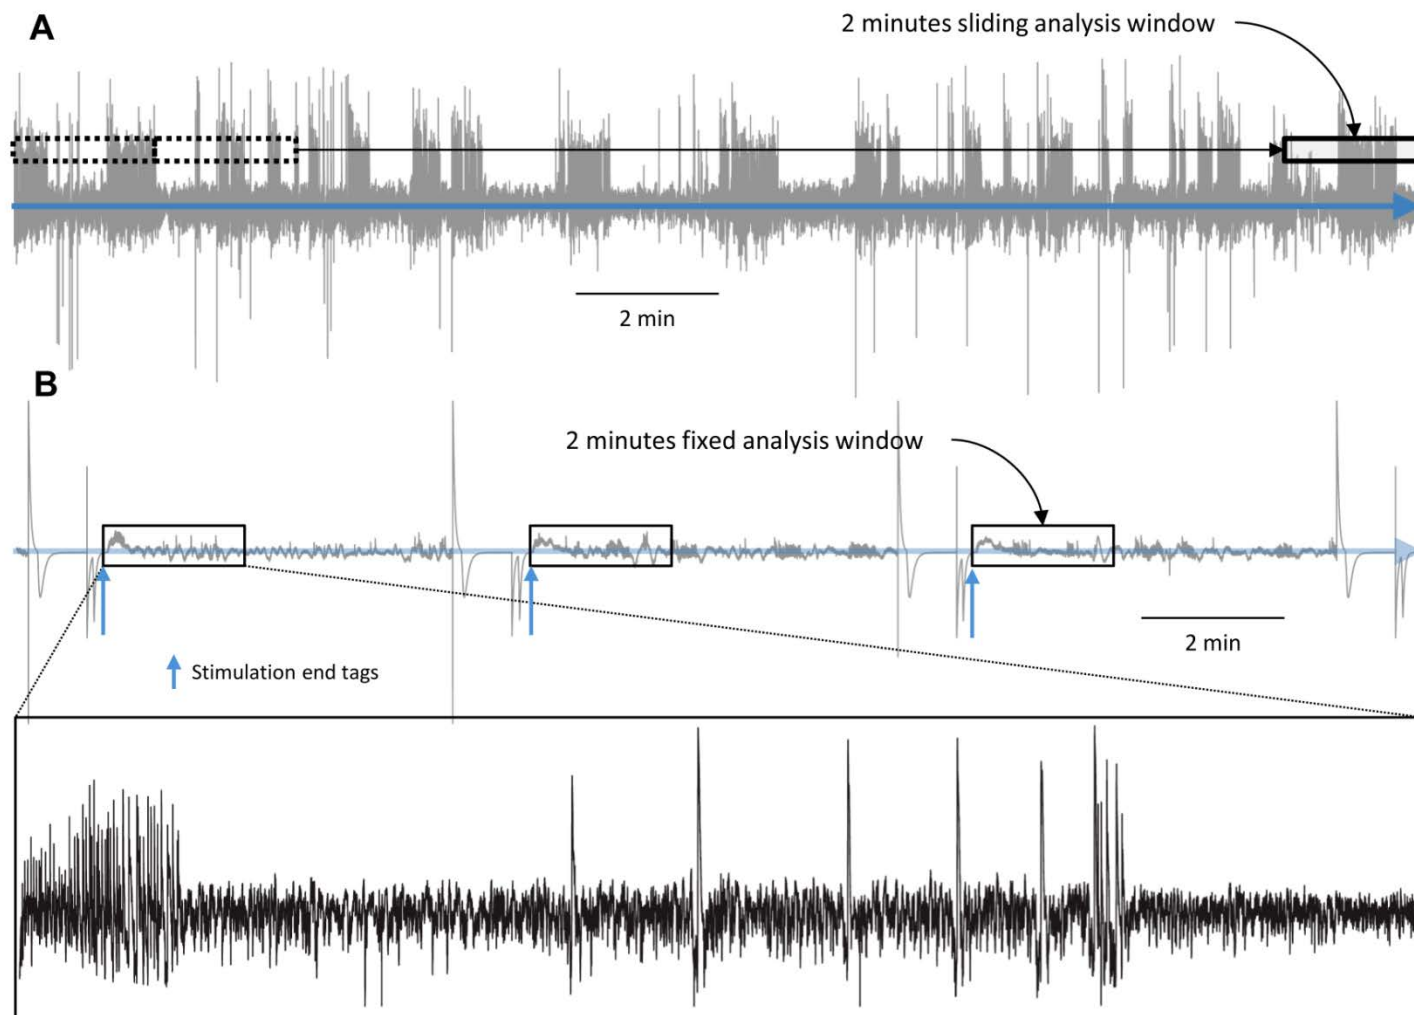 A
2 minutes sliding analysis window
2 min
B
2 minutes fixed analysis window
2 min
Stimulation end tags